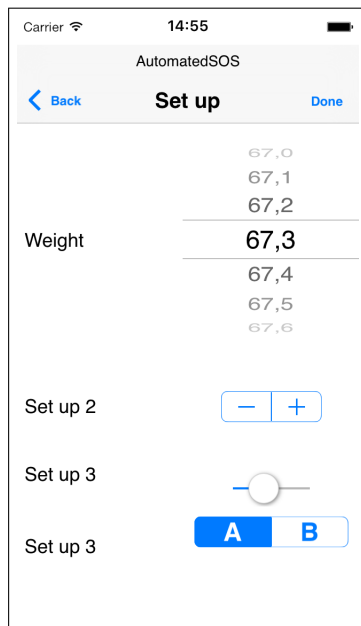 Carrier 14:55
AutomatedSOS
Back Set up Done
67,0
67,1
67,2
Weight 67,3
67,4
67,5
67,6
Set up 2 − +
Set up 3
A B
Set up 3